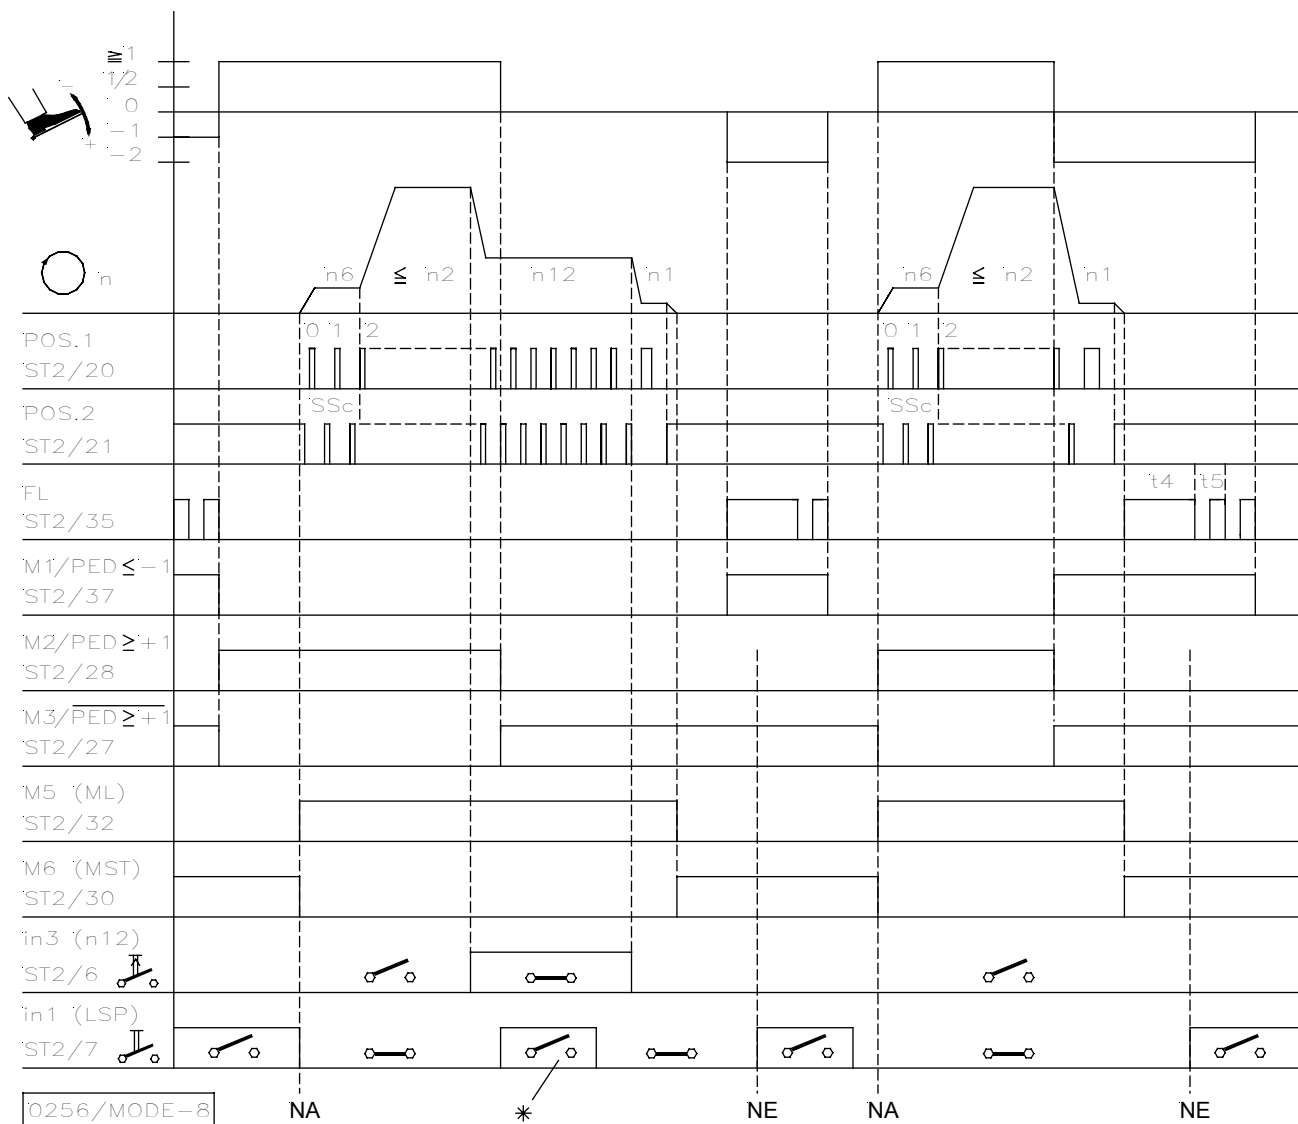 ≧1
1/2
0
−1
−2
−
+
n
n6 ≤ n2 n12 n1 n6 ≤ n2 n1
POS.1 0 1 2 0 1 2
ST2/20
POS.2 SSc SSc
ST2/21
FL t4 t5
ST2/35
M1/PED≤−1
ST2/37
M2/PED≥+1
ST2/28
M3/PED≥+1
ST2/27
M5 (ML)
ST2/32
M6 (MST)
ST2/30
in3 (n12)
ST2/6
in1 (LSP)
ST2/7
0256/MODE−8 NA * NE NA NE